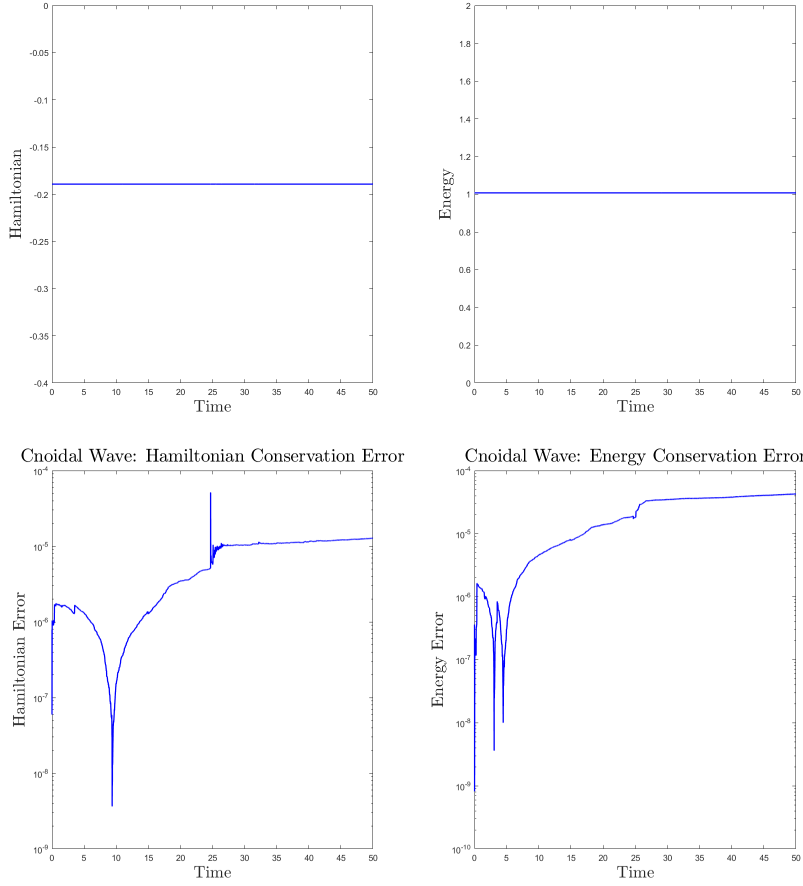 0
-0.05
-0.1
-0.15
-0.2
-0.25
-0.3
-0.35
-0.4
Hamiltonian
0 5 10 15 20 25 30 35 40 45 50
Time
2
1.8
1.6
1.4
1.2
1
0.8
0.6
0.4
0.2
0
Energy
0 5 10 15 20 25 30 35 40 45 50
Time
Cnoidal Wave: Hamiltonian Conservation Error
10^-4
10^-5
10^-6
10^-7
10^-8
10^-9
Hamiltonian Error
0 5 10 15 20 25 30 35 40 45 50
Time
Cnoidal Wave: Energy Conservation Error
10^-4
10^-5
10^-6
10^-7
10^-8
10^-9
10^-10
Energy Error
0 5 10 15 20 25 30 35 40 45 50
Time